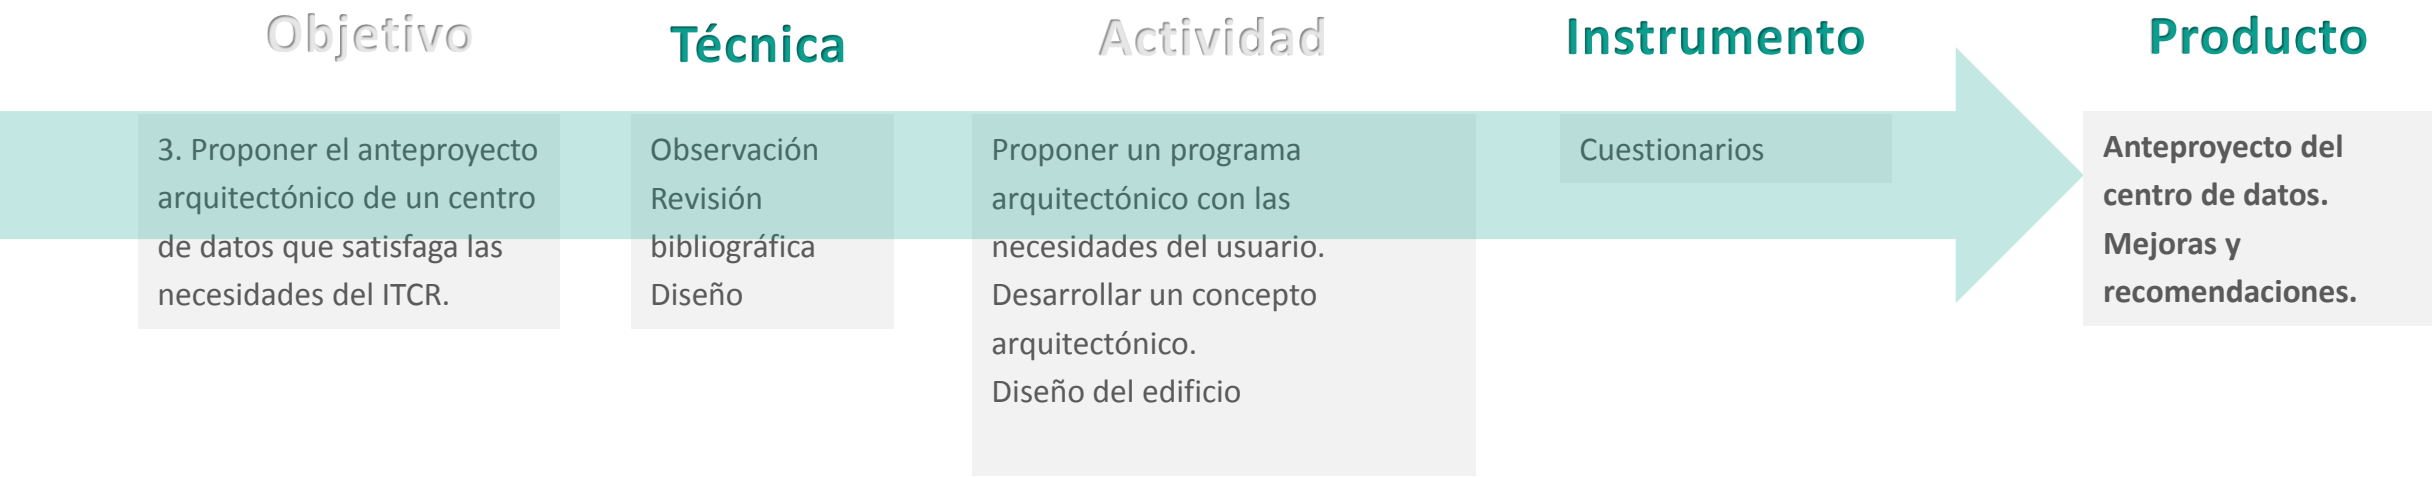 Objetivo
Técnica
Actividad
Instrumento
Producto
3. Proponer el anteproyecto
arquitectónico de un centro
de datos que satisfaga las
necesidades del ITCR.
Observación
Revisión
bibliográfica
Diseño
Proponer un programa
arquitectónico con las
necesidades del usuario.
Desarrollar un concepto
arquitectónico.
Diseño del edificio
Cuestionarios
Anteproyecto del
centro de datos.
Mejoras y
recomendaciones.